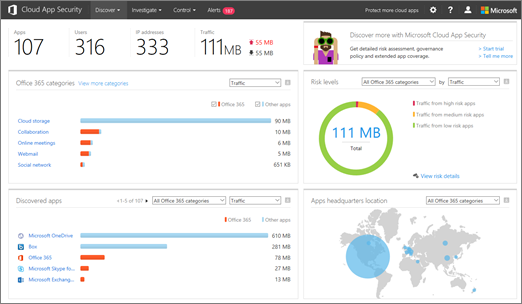 Cloud App Security Discover Investigate Control Alerts 187 Protect more cloud apps ? Microsoft
Apps
107
Users
316
IP addresses
333
Traffic
111MB
55 MB
55 MB
Discover more with Microsoft Cloud App Security
Get detailed risk assessment, governance
policy and extended app coverage.
> Start trial
> Tell me more
Office 365 categories View more categories Traffic
Office 365 Other apps
Cloud storage 90 MB
Collaboration 10 MB
Online meetings 6 MB
Webmail 5 MB
Social network 651 KB
Risk levels All Office 365 categories by Traffic
111 MB
Total
Traffic from high risk apps
Traffic from medium risk apps
Traffic from low risk apps
View risk details
Discovered apps 1-5 of 107 All Office 365 categories Traffic
Office 365 Other apps
Microsoft OneDrive 610 MB
Box 281 MB
Office 365 78 MB
Microsoft Skype fo... 27 MB
Microsoft Exchang... 13 MB
Apps headquarters location All Office 365 categories